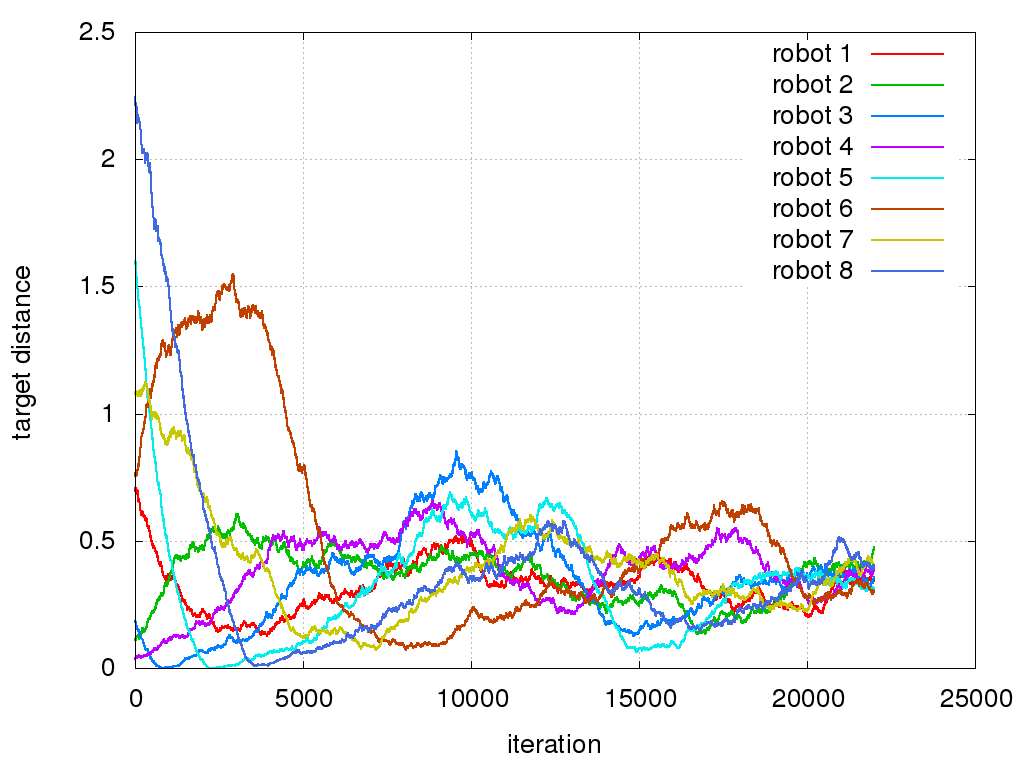 2.5
2
1.5
1
0.5
0
target distance
robot 1
robot 2
robot 3
robot 4
robot 5
robot 6
robot 7
robot 8
0 5000 10000 15000 20000 25000
iteration